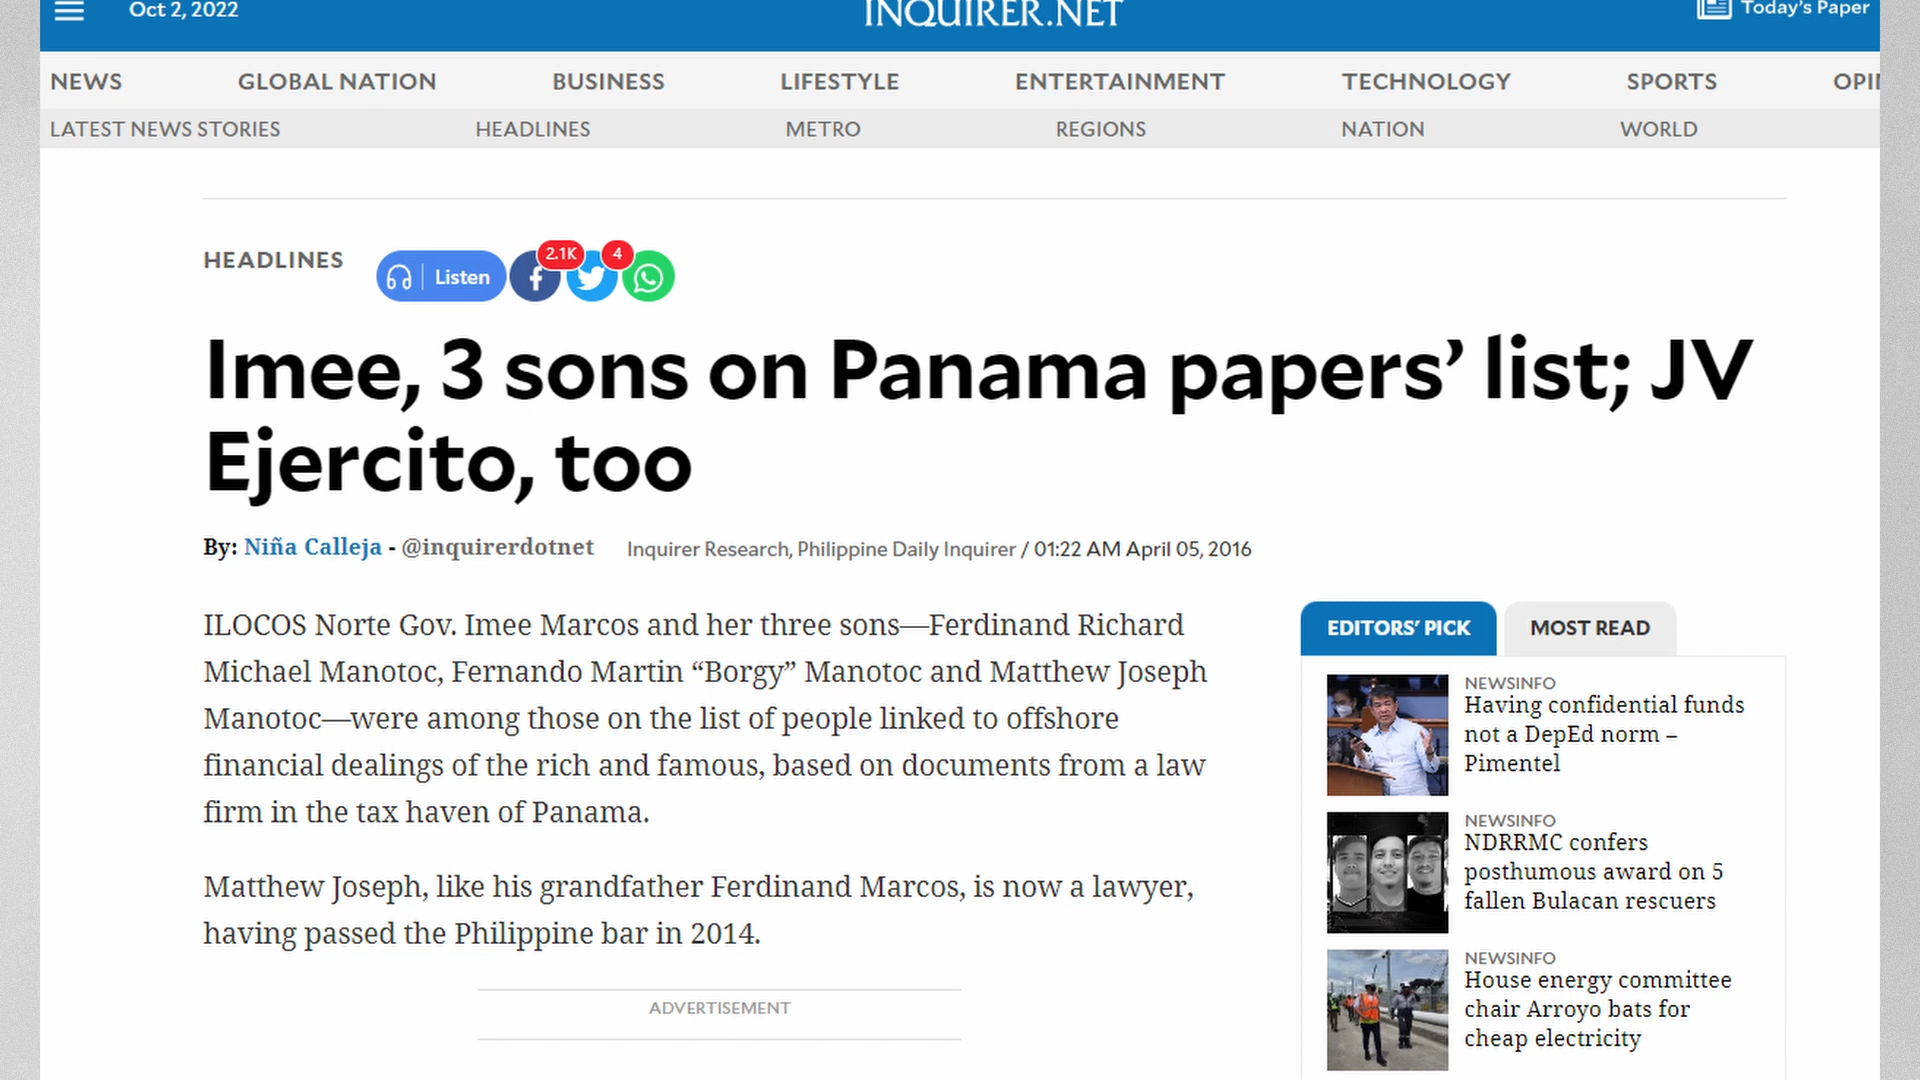 Oct 2, 2022
INQUIRER.NET
Today's Paper
NEWS
GLOBAL NATION
BUSINESS
LIFESTYLE
ENTERTAINMENT
TECHNOLOGY
SPORTS
LATEST NEWS STORIES
HEADLINES
METRO
REGIONS
NATION
WORLD
HEADLINES
Listen
2.1K
4
Imee, 3 sons on Panama papers’ list; JV
Ejercito, too
By: Niña Calleja - @inquirerdotnet
Inquirer Research, Philippine Daily Inquirer / 01:22 AM April 05, 2016
ILOCOS Norte Gov. Imee Marcos and her three sons—Ferdinand Richard
Michael Manotoc, Fernando Martin “Borgy” Manotoc and Matthew Joseph
Manotoc—were among those on the list of people linked to offshore
financial dealings of the rich and famous, based on documents from a law
firm in the tax haven of Panama.
Matthew Joseph, like his grandfather Ferdinand Marcos, is now a lawyer,
having passed the Philippine bar in 2014.
ADVERTISEMENT
EDITORS’ PICK
MOST READ
NEWSINFO
Having confidential funds
not a DepEd norm –
Pimentel
NEWSINFO
NDRRMC confers
posthumous award on 5
fallen Bulacan rescuers
NEWSINFO
House energy committee
chair Arroyo bats for
cheap electricity